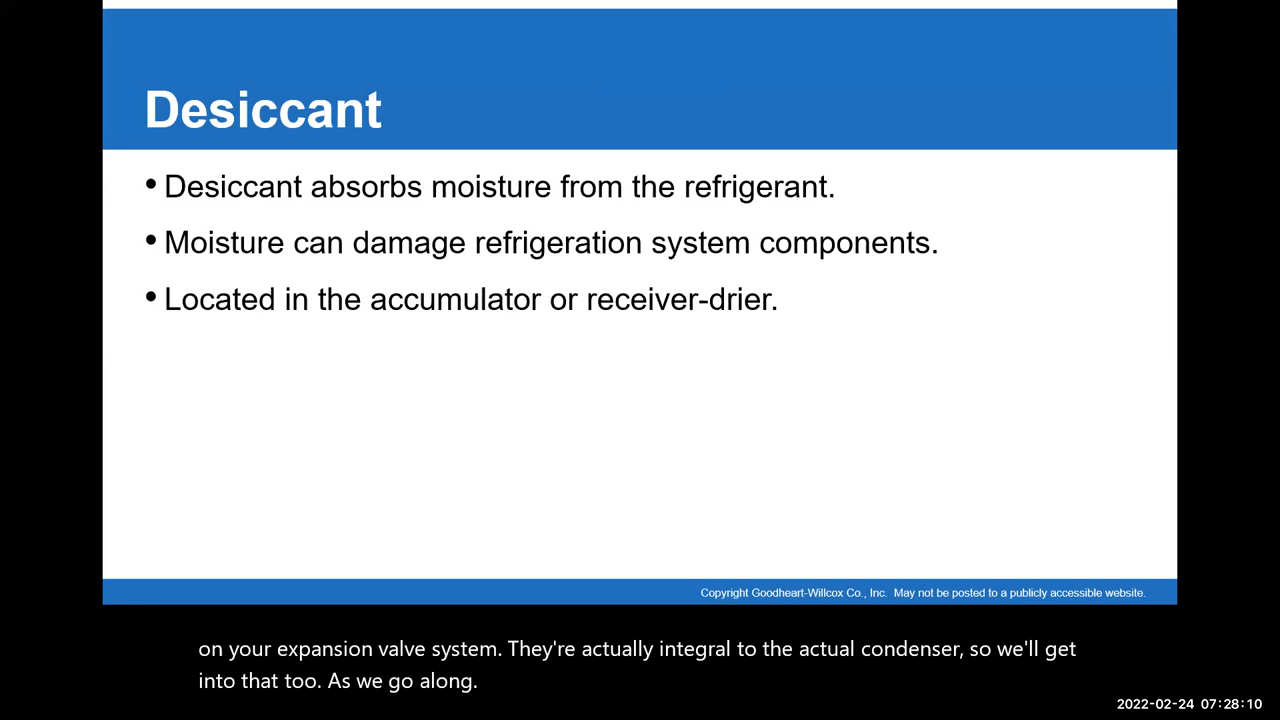 Desiccant
• Desiccant absorbs moisture from the refrigerant.
• Moisture can damage refrigeration system components.
• Located in the accumulator or receiver-drier.
Copyright Goodheart-Willcox Co., Inc. May not be posted to a publicly accessible website.
on your expansion valve system. They're actually integral to the actual condenser, so we'll get
into that too. As we go along.
2022-02-24 07:28:10